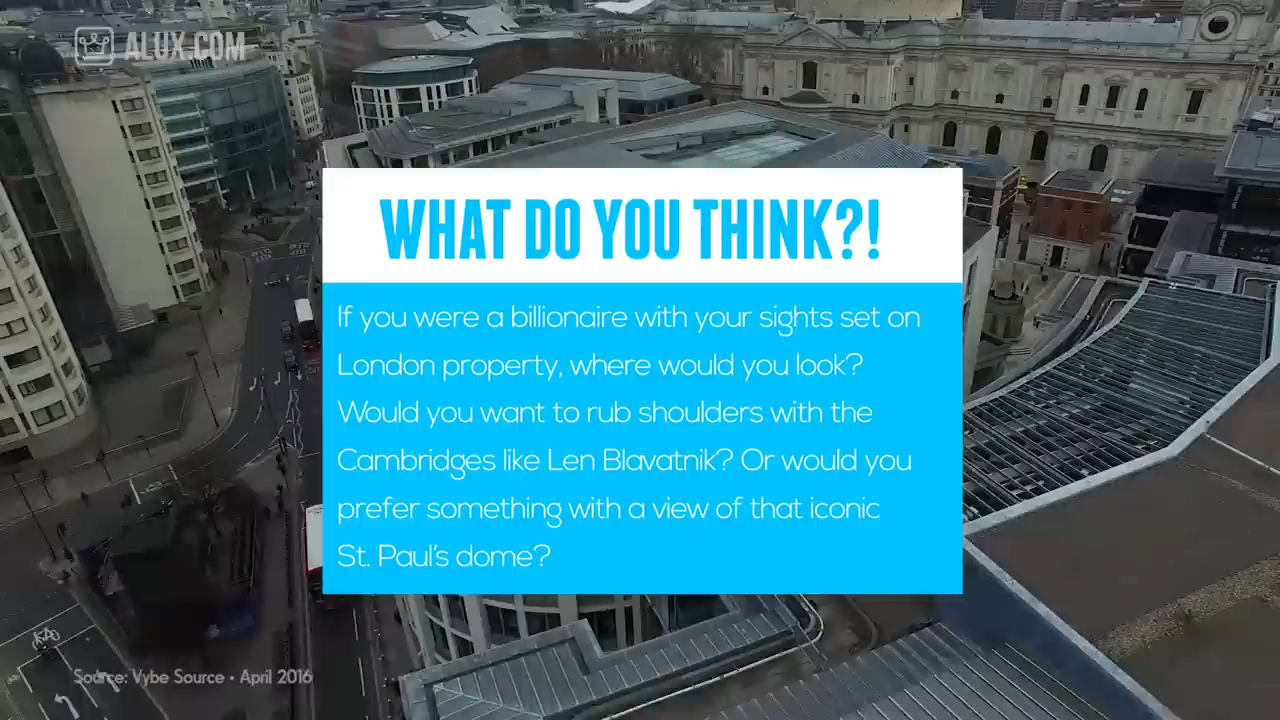 ALUX.COM
WHAT DO YOU THINK?!
If you were a billionaire with your sights set on
London property, where would you look?
Would you want to rub shoulders with the
Cambridges like Len Blavatnik? Or would you
prefer something with a view of that iconic
St. Paul's dome?
Source: Vybe Source • April 2016